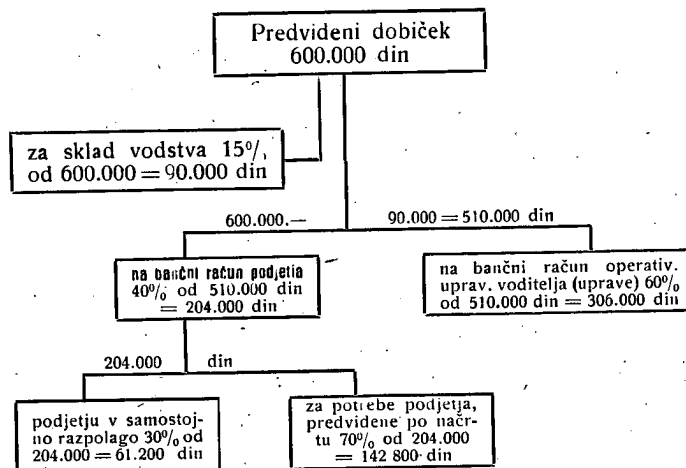 Predvideni dobiček
600.000 din
za sklad vodstva 15%
od 600.000 = 90.000 din
600.000.— 90.000 = 510.000 din
na bančni račun podjetja
40% od 510.000 din
= 204.000 din
na bančni račun operativ.
uprav. voditelja (uprave) 60%
od 510.000 din = 306.000 din
204.000 din
podjetju v samostoj-
no razpolago 30% od
204.000 = 61.200 din
za potrebe podjetja,
predvidene po načr-
tu 70% od 204.000
= 142 800 din